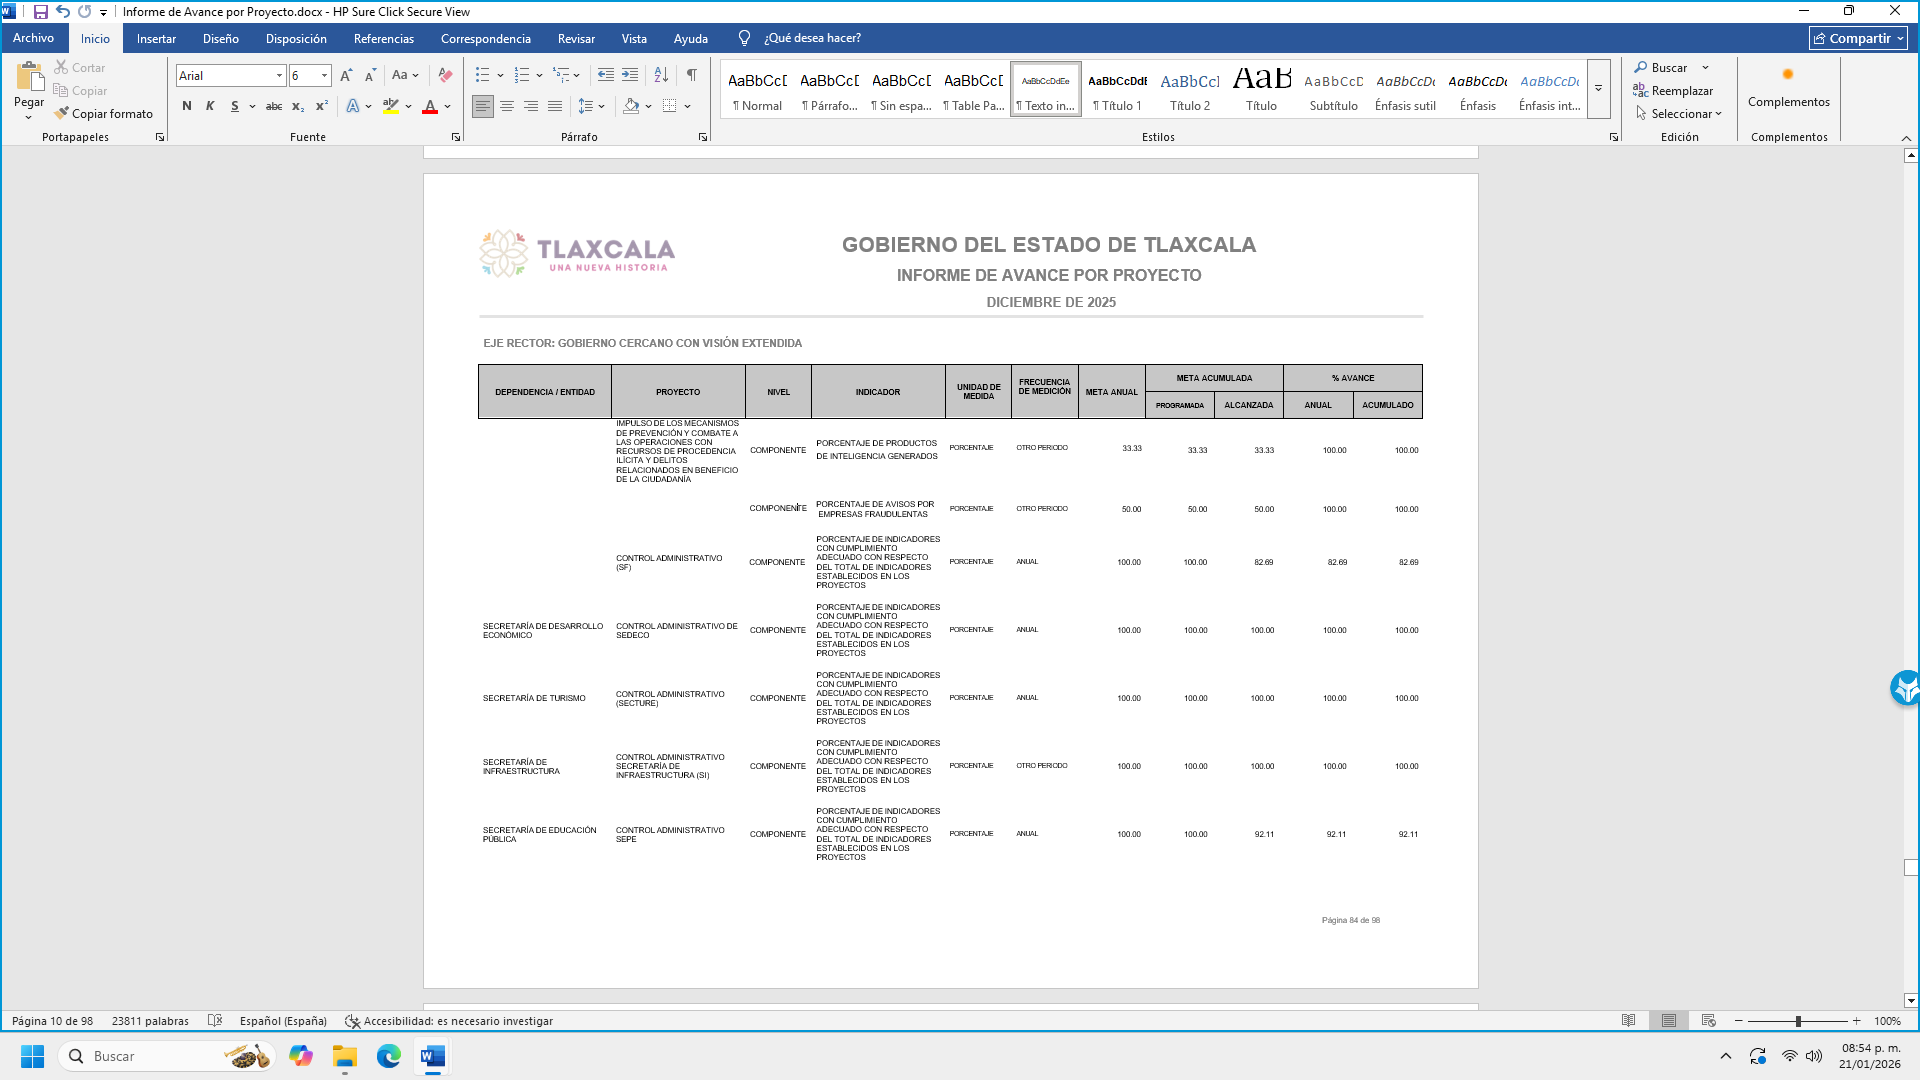 Informe de Avance por Proyecto.docx - HP Sure Click Secure View
Archivo Inicio Insertar Diseño Disposición Referencias Correspondencia Revisar Vista Ayuda ¿Qué desea hacer? Compartir
Pegar
Cortar
Copiar
Copiar formato
Portapapeles
Arial 6
Fuente
Párrafo
AaBbCcD ¶ Normal
AaBbCcD ¶ Párrafo...
AaBbCcD ¶ Sin espa...
AaBbCcD ¶ Table Pa...
AaBbCcDdEe ¶ Texto in...
AaBbCcDdE ¶ Título 1
AaBbCcI Título 2
AaB Título
AaBbCcD Subtítulo
AaBbCcDc Énfasis sutil
AaBbCcDc Énfasis
AaBbCcDc Énfasis int...
Estilos
Buscar
Reemplazar
Seleccionar
Edición
Complementos
Complementos
TLAXCALA
UNA NUEVA HISTORIA
GOBIERNO DEL ESTADO DE TLAXCALA
INFORME DE AVANCE POR PROYECTO
DICIEMBRE DE 2025
EJE RECTOR: GOBIERNO CERCANO CON VISIÓN EXTENDIDA
DEPENDENCIA / ENTIDAD PROYECTO NIVEL INDICADOR UNIDAD DE MEDIDA FRECUENCIA DE MEDICIÓN META ANUAL META ACUMULADA % AVANCE
PROGRAMADA ALCANZADA ANUAL ACUMULADO
IMPULSO DE LOS MECANISMOS
DE PREVENCIÓN Y COMBATE A
LAS OPERACIONES CON
RECURSOS DE PROCEDENCIA
ILÍCITA Y DELITOS
RELACIONADOS EN BENEFICIO
DE LA CIUDADANÍA
COMPONENTE
PORCENTAJE DE PRODUCTOS
DE INTELIGENCIA GENERADOS
PORCENTAJE OTRO PERIODO 33.33 33.33 33.33 100.00 100.00
COMPONENTE
PORCENTAJE DE AVISOS POR
EMPRESAS FRAUDULENTAS
PORCENTAJE OTRO PERIODO 50.00 50.00 50.00 100.00 100.00
CONTROL ADMINISTRATIVO
(SF)
COMPONENTE
PORCENTAJE DE INDICADORES
CON CUMPLIMIENTO
ADECUADO CON RESPECTO
DEL TOTAL DE INDICADORES
ESTABLECIDOS EN LOS
PROYECTOS
PORCENTAJE ANUAL 100.00 100.00 82.69 82.69 82.69
SECRETARÍA DE DESARROLLO
ECONÓMICO
CONTROL ADMINISTRATIVO DE
SEDECO
COMPONENTE
PORCENTAJE DE INDICADORES
CON CUMPLIMIENTO
ADECUADO CON RESPECTO
DEL TOTAL DE INDICADORES
ESTABLECIDOS EN LOS
PROYECTOS
PORCENTAJE ANUAL 100.00 100.00 100.00 100.00 100.00
SECRETARÍA DE TURISMO
CONTROL ADMINISTRATIVO
(SECTURE)
COMPONENTE
PORCENTAJE DE INDICADORES
CON CUMPLIMIENTO
ADECUADO CON RESPECTO
DEL TOTAL DE INDICADORES
ESTABLECIDOS EN LOS
PROYECTOS
PORCENTAJE ANUAL 100.00 100.00 100.00 100.00 100.00
SECRETARÍA DE
INFRAESTRUCTURA
CONTROL ADMINISTRATIVO
SECRETARÍA DE
INFRAESTRUCTURA (SI)
COMPONENTE
PORCENTAJE DE INDICADORES
CON CUMPLIMIENTO
ADECUADO CON RESPECTO
DEL TOTAL DE INDICADORES
ESTABLECIDOS EN LOS
PROYECTOS
PORCENTAJE OTRO PERIODO 100.00 100.00 100.00 100.00 100.00
SECRETARÍA DE EDUCACIÓN
PÚBLICA
CONTROL ADMINISTRATIVO
SEPE
COMPONENTE
PORCENTAJE DE INDICADORES
CON CUMPLIMIENTO
ADECUADO CON RESPECTO
DEL TOTAL DE INDICADORES
ESTABLECIDOS EN LOS
PROYECTOS
PORCENTAJE ANUAL 100.00 100.00 92.11 92.11 92.11
Página 84 de 98
Página 10 de 98 23811 palabras Español (España) Accesibilidad: es necesario investigar 100%
Buscar
08:54 p. m.
21/01/2026